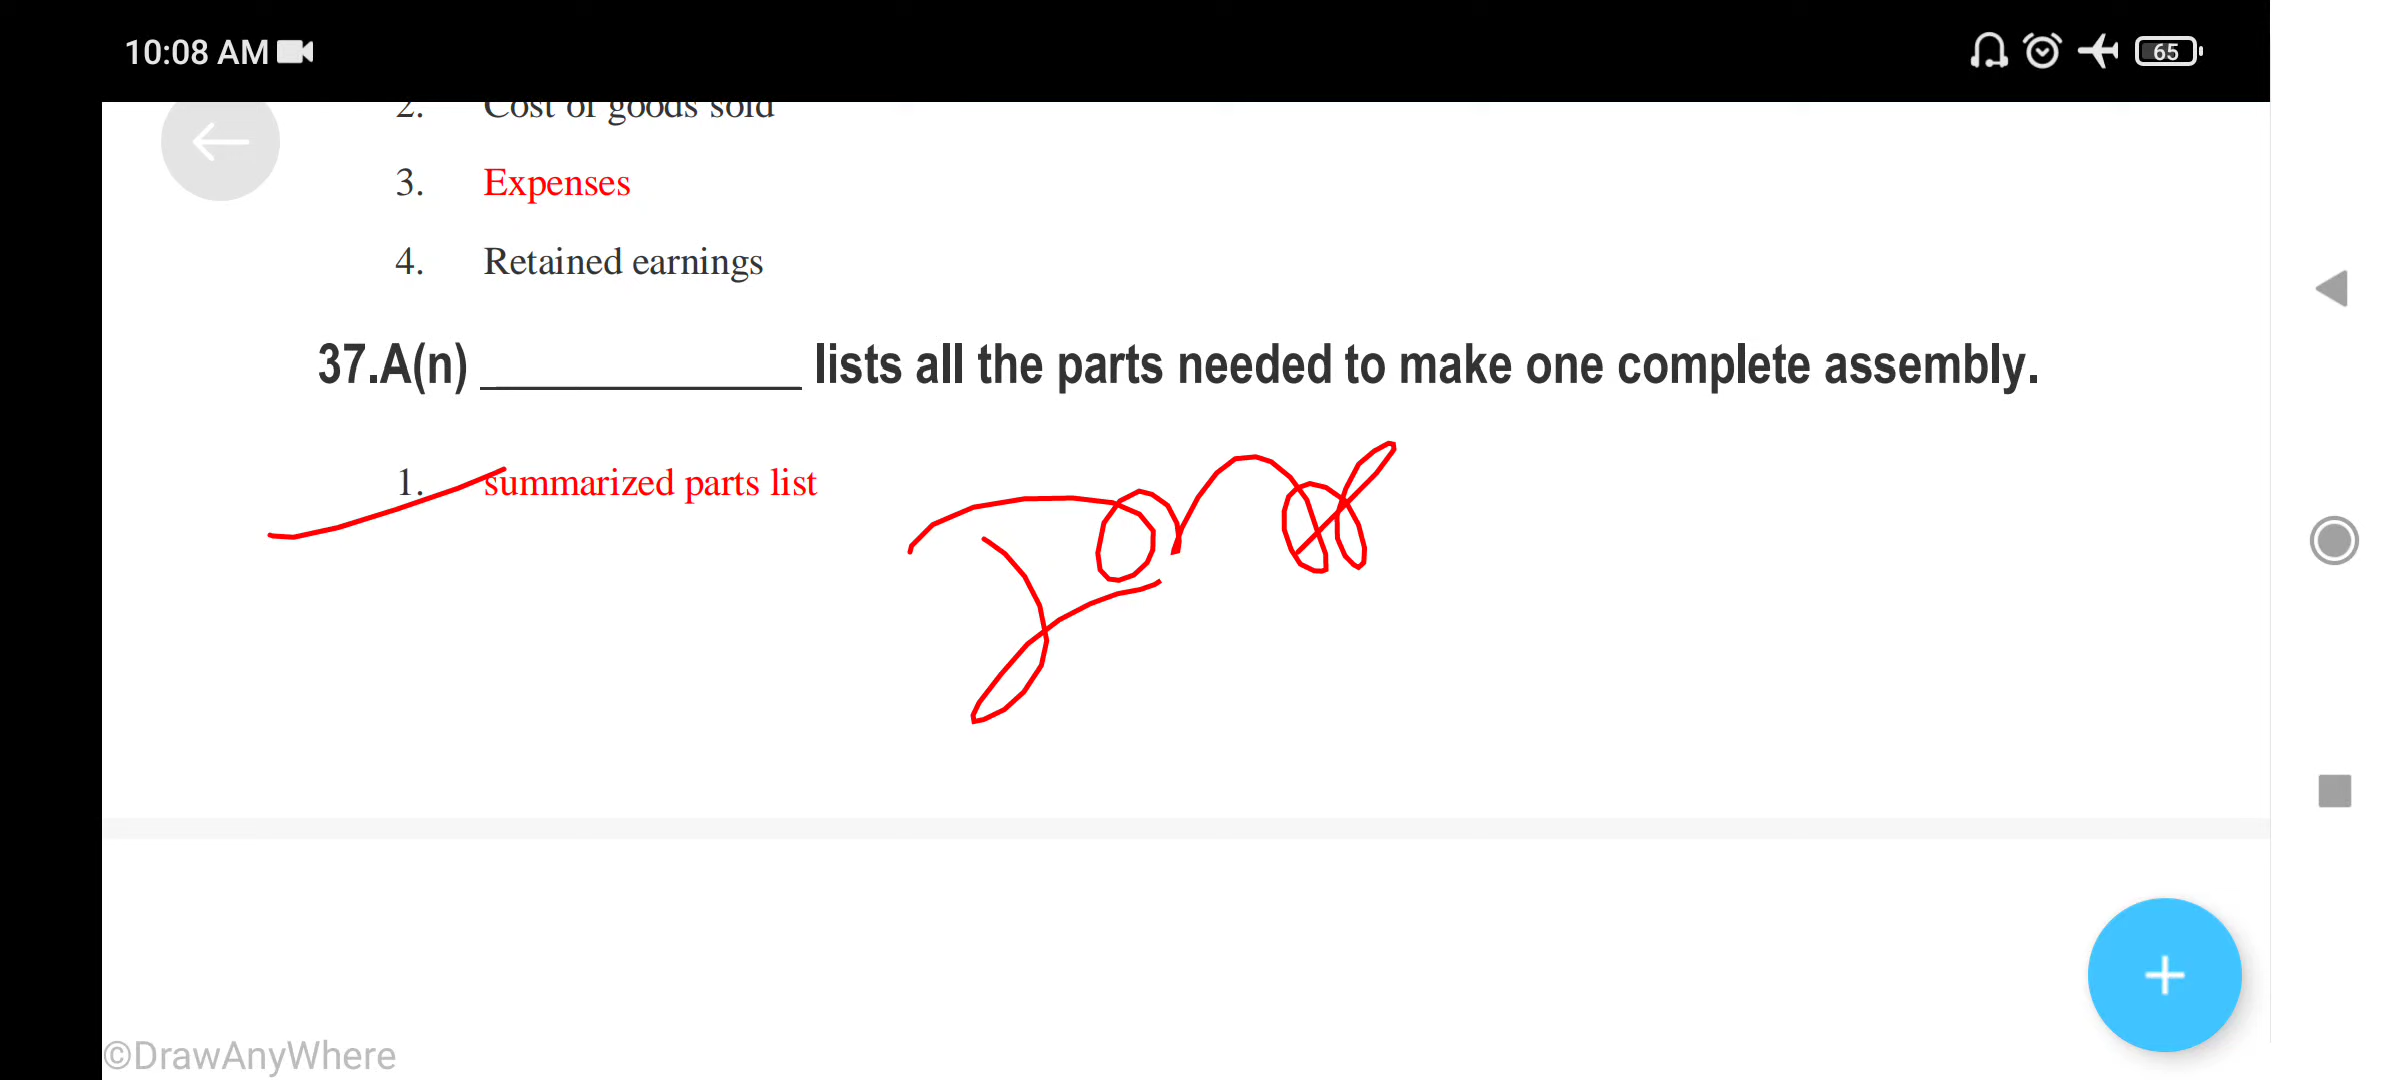 10:08 AM 65
2. Cost of goods sold
3. Expenses
4. Retained earnings
37.A(n) ______________ lists all the parts needed to make one complete assembly.
1. summarized parts list
©DrawAnyWhere